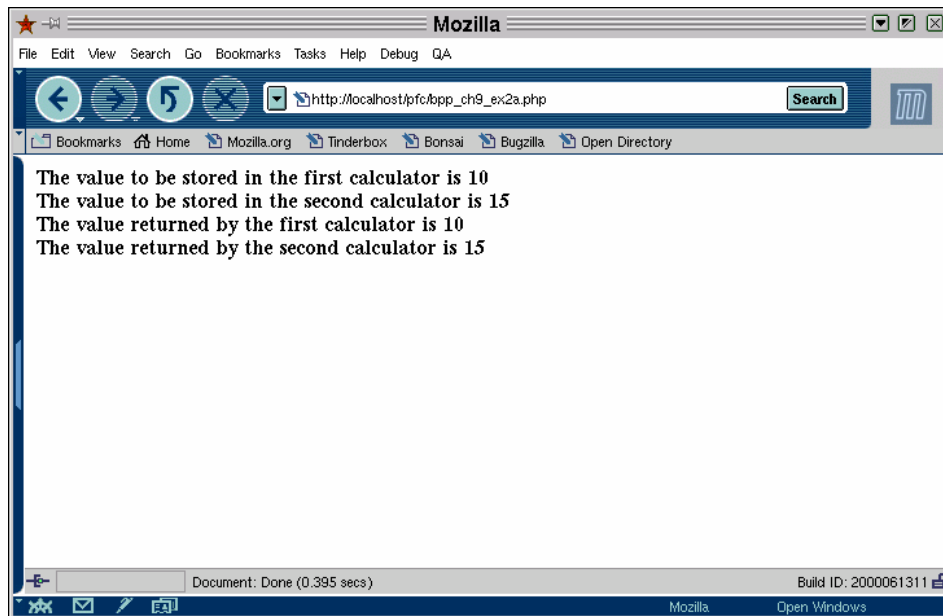 Mozilla
File Edit View Search Go Bookmarks Tasks Help Debug QA
http://localhost/pfc/bpp_ch9_ex2a.php Search
Bookmarks Home Mozilla.org Tinderbox Bonsai Bugzilla Open Directory
The value to be stored in the first calculator is 10
The value to be stored in the second calculator is 15
The value returned by the first calculator is 10
The value returned by the second calculator is 15
Document: Done (0.395 secs) Build ID: 2000061311
Mozilla Open Windows